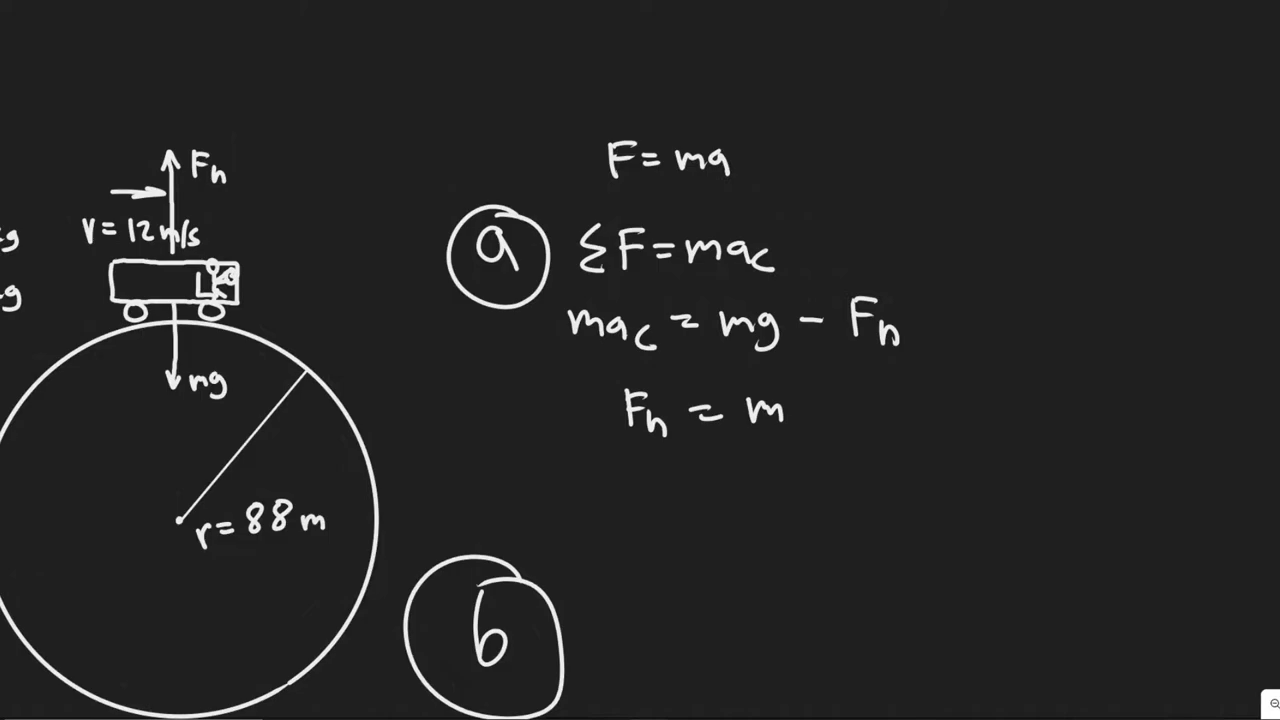 F = ma
Fn
V = 12 m/s
g
a ΣF = mac
g
mac = mg - Fn
mg
Fn = m
r = 88 m
b